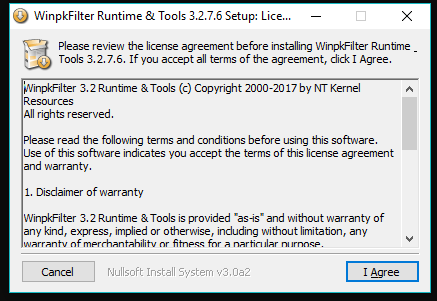 WinpkFilter Runtime & Tools 3.2.7.6 Setup: Lice...
Please review the license agreement before installing WinpkFilter Runtime _
Tools 3.2.7.6. If you accept all terms of the agreement, click I Agree.
WinpkFilter 3.2 Runtime & Tools (c) Copyright 2000-2017 by NT Kernel
Resources
All rights reserved.
Please read the following terms and conditions before using this software.
Use of this software indicates you accept the terms of this license agreement
and warranty.
1. Disclaimer of warranty
WinpkFilter 3.2 Runtime & Tools is provided "as-is" and without warranty of
any kind, express, implied or otherwise, including without limitation, any
warranty of merchantability or fitness for a particular purpose.
Cancel
Nullsoft Install System v3.0a2
I Agree